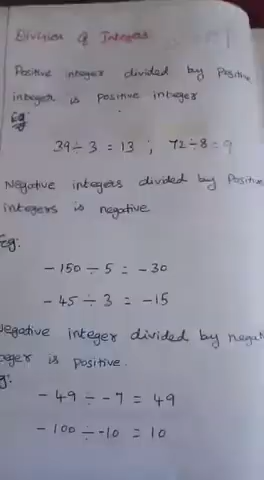 Division of Integers
Positive integer divided by Positive
integer is positive integer
Eg:
39 ÷ 3 = 13 ; 72 ÷ 8 = 9
Negative integers divided by Positive
integers is negative
Eg:
- 150 ÷ 5 = - 30
- 45 ÷ 3 = - 15
Negative integer divided by negat
teger is positive.
g:
- 49 ÷ - 7 = 49
- 100 ÷ -10 = 10